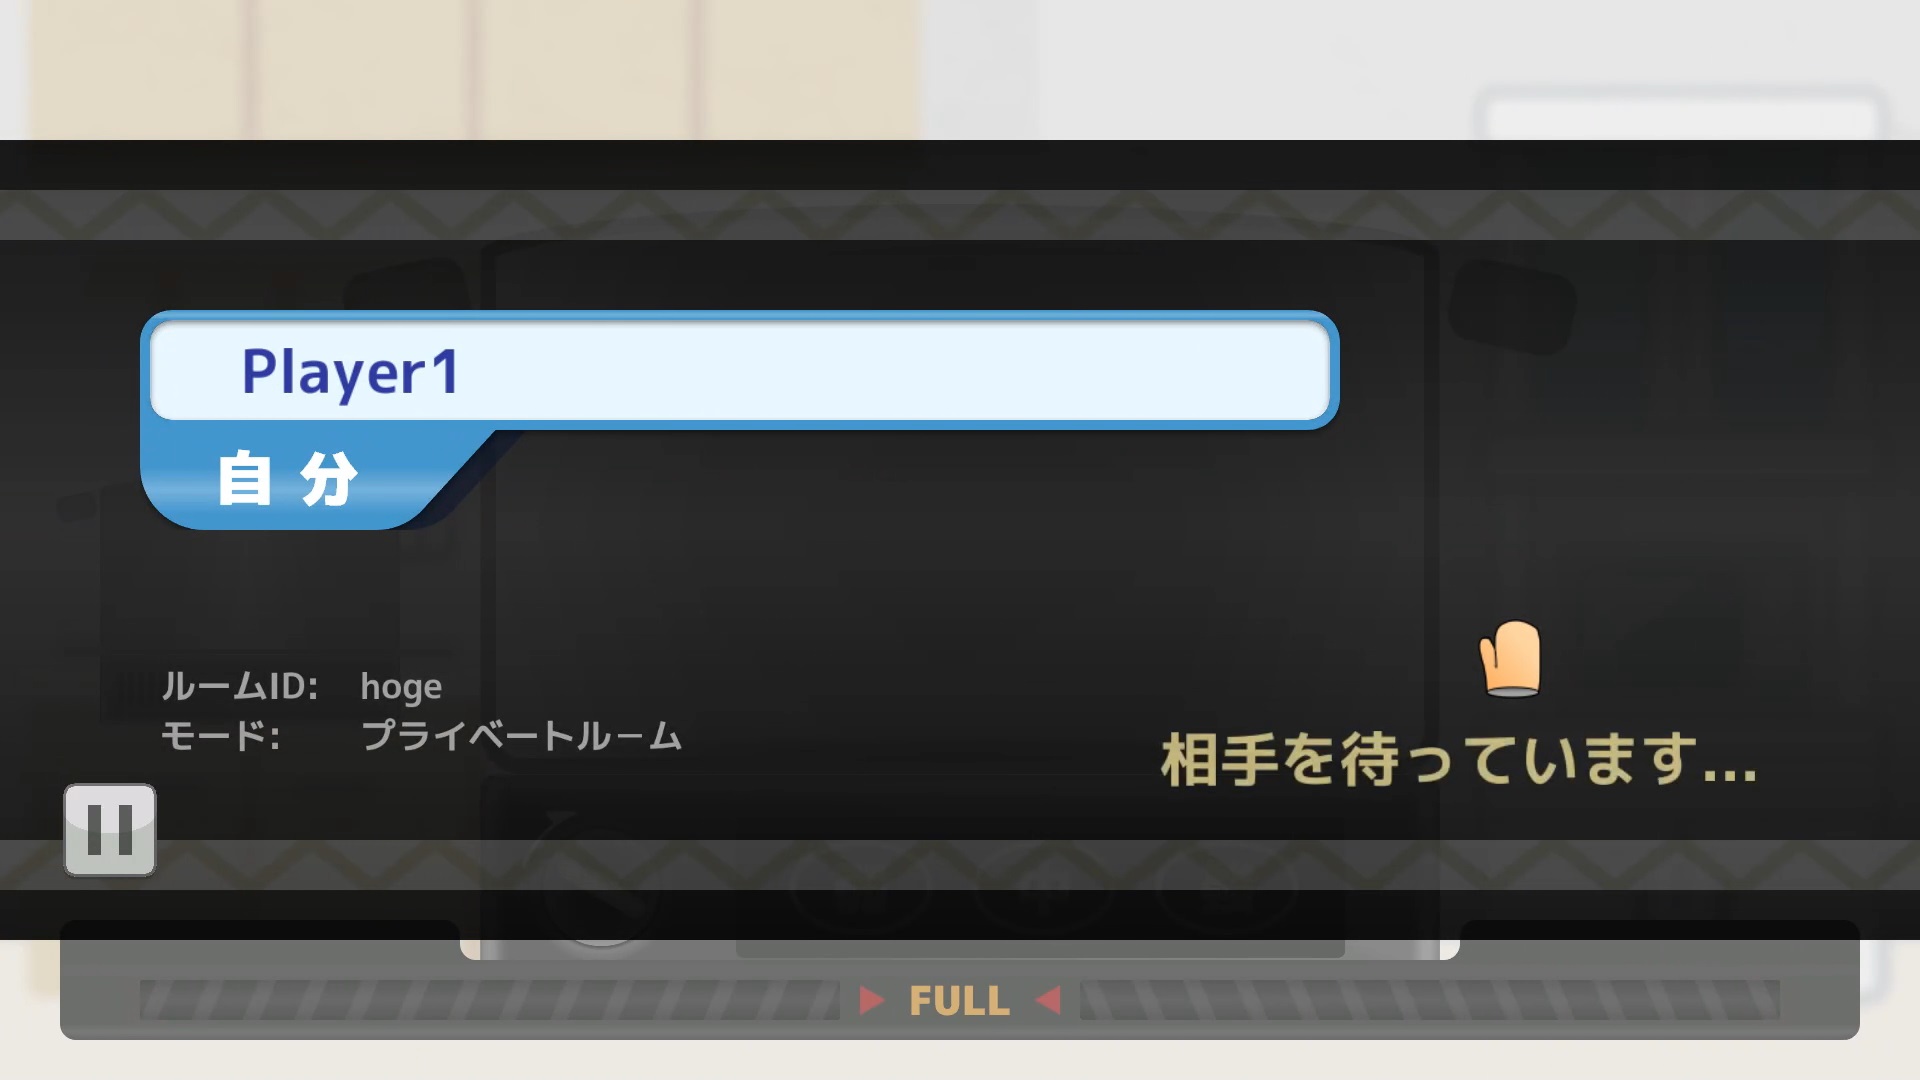 Player1
自分
ルームID: hoge
モード: プライベートルーム
相手を待っています...
FULL